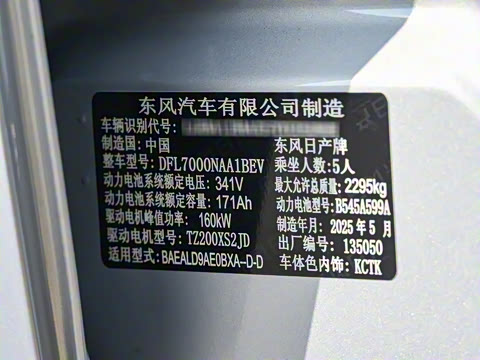 东风汽车有限公司制造
车辆识别代号:
制造国: 中国 东风日产牌
整车型号: DFL7000NAA1BEV 乘坐人数: 5人
动力电池系统额定电压: 341V 最大允许总质量: 2295kg
动力电池系统额定容量: 171Ah 动力电池型号: B545A599A
驱动电机峰值功率: 160kW 制造年月: 2025年5月
驱动电机型号: TZ200XS2JD 出厂编号: 135050
适用型式: BAEALD9AE0BXA-D-D 车体色内饰: KCTK